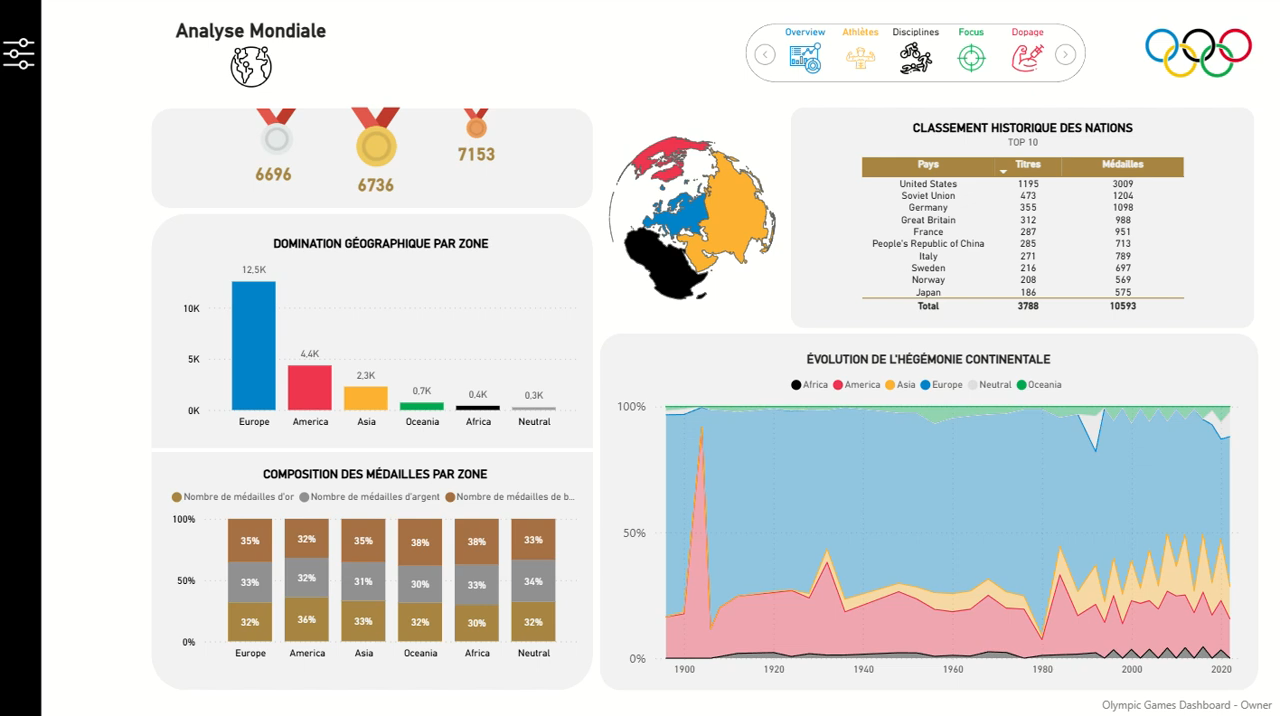 Analyse Mondiale
Overview Athlètes Disciplines Focus Dopage
6696
6736
7153
CLASSEMENT HISTORIQUE DES NATIONS
TOP 10
Pays Titres Médailles
United States 1195 3009
Soviet Union 473 1204
Germany 355 1098
Great Britain 312 988
France 287 951
People's Republic of China 285 713
Italy 271 789
Sweden 216 697
Norway 208 569
Japan 186 575
Total 3788 10593
DOMINATION GÉOGRAPHIQUE PAR ZONE
12,5K
10K
4,4K
5K
2,3K
0,7K
0,4K
0,3K
0K
Europe America Asia Oceania Africa Neutral
COMPOSITION DES MÉDAILLES PAR ZONE
Nombre de médailles d'or Nombre de médailles d'argent Nombre de médailles de b...
100%
35% 32% 35% 38% 38% 33%
50%
33% 32% 31% 30% 33% 34%
32% 36% 33% 32% 30% 32%
0%
Europe America Asia Oceania Africa Neutral
ÉVOLUTION DE L'HÉGÉMONIE CONTINENTALE
Africa America Asia Europe Neutral Oceania
100%
50%
0%
1900 1920 1940 1960 1980 2000 2020
Olympic Games Dashboard - Owner